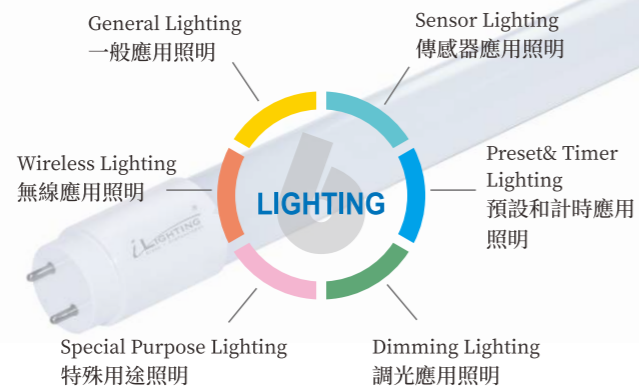 General Lighting
一般應用照明
Sensor Lighting
傳感器應用照明
Wireless Lighting
無線應用照明
Preset& Timer
Lighting
預設和計時應用
照明
6
LIGHTING
iLIGHTING
Special Purpose Lighting
特殊用途照明
Dimming Lighting
調光應用照明